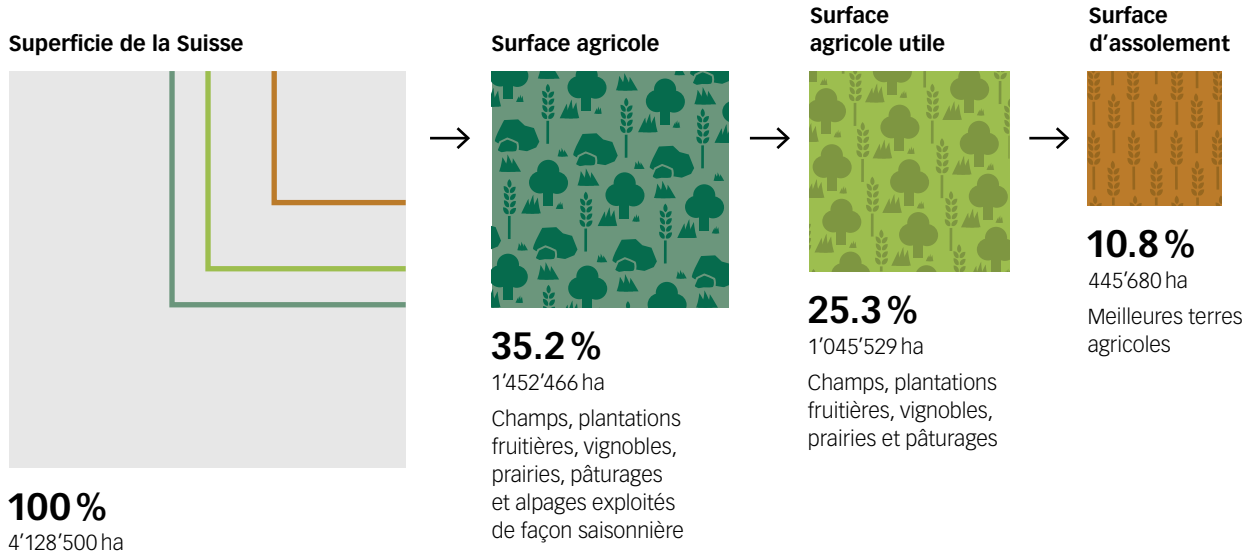 Superficie de la Suisse
100 %
4’128’500 ha
Surface agricole
35.2 %
1’452’466 ha
Champs, plantations
fruitières, vignobles,
prairies, pâturages
et alpages exploités
de façon saisonnière
Surface
agricole utile
25.3 %
1’045’529 ha
Champs, plantations
fruitières, vignobles,
prairies et pâturages
Surface
d’assolement
10.8 %
445’680 ha
Meilleures terres
agricoles